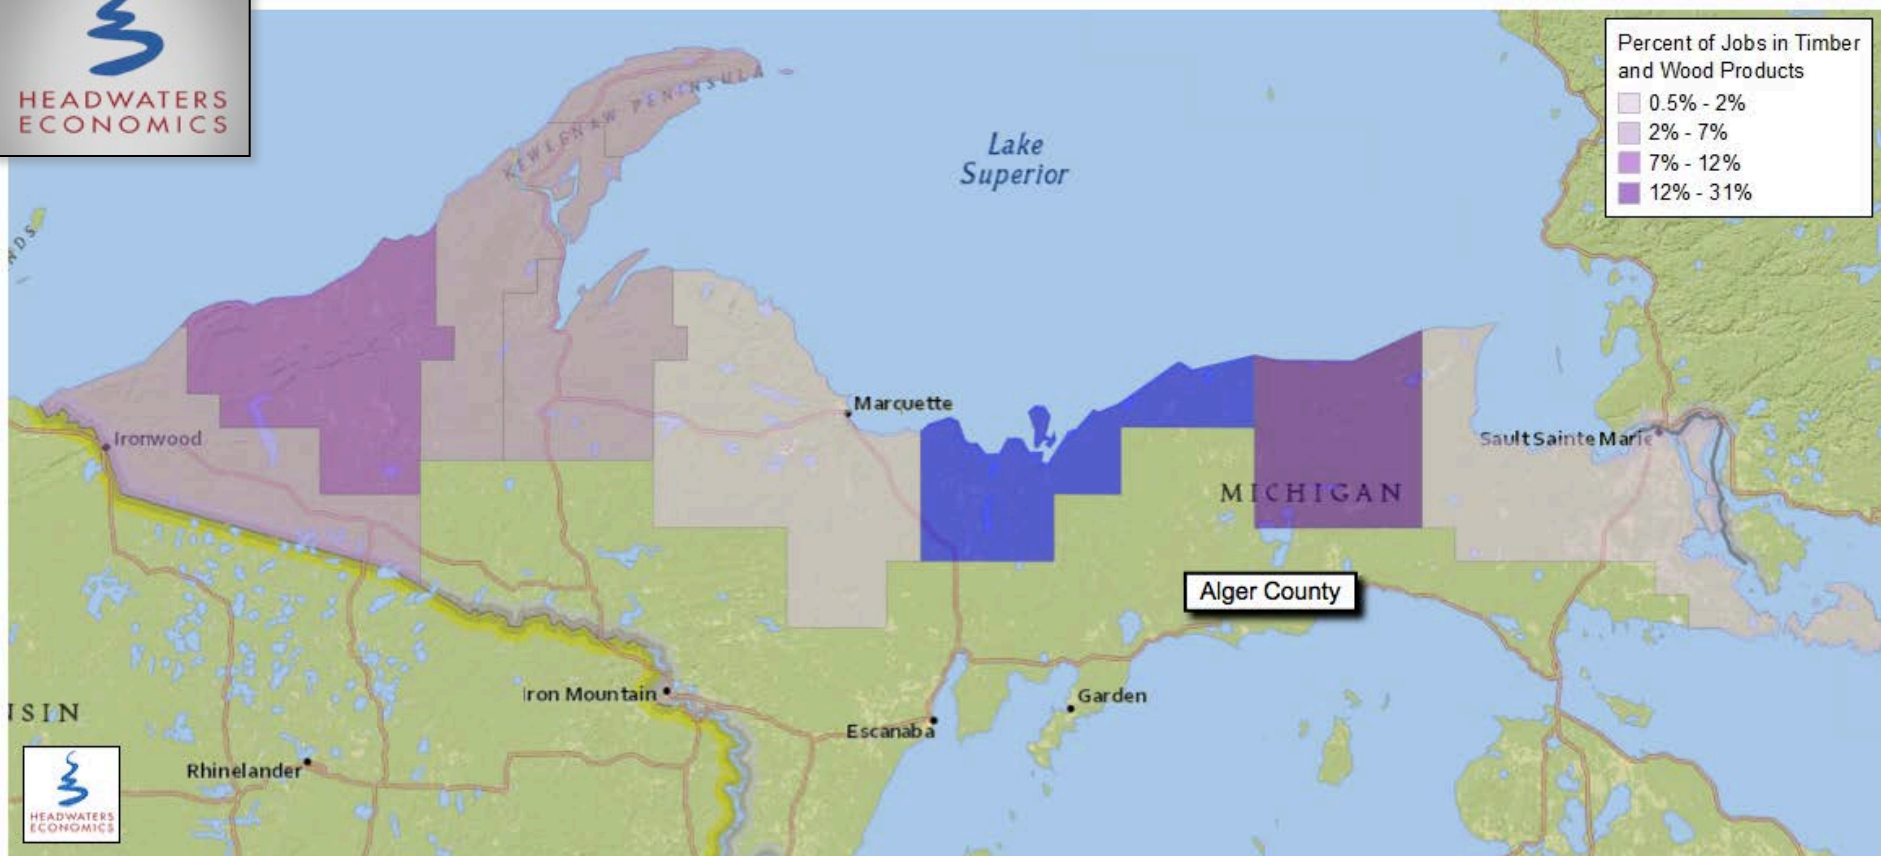 HEADWATERS
ECONOMICS
Percent of Jobs in Timber
and Wood Products
0.5% - 2%
2% - 7%
7% - 12%
12% - 31%
KEWEENAW PENINSULA
Lake
Superior
NDS
Marquette
Ironwood
Sault Sainte Marie
MICHIGAN
Alger County
Iron Mountain
Garden
NSIN
Escanaba
Rhinelander
HEADWATERS
ECONOMICS